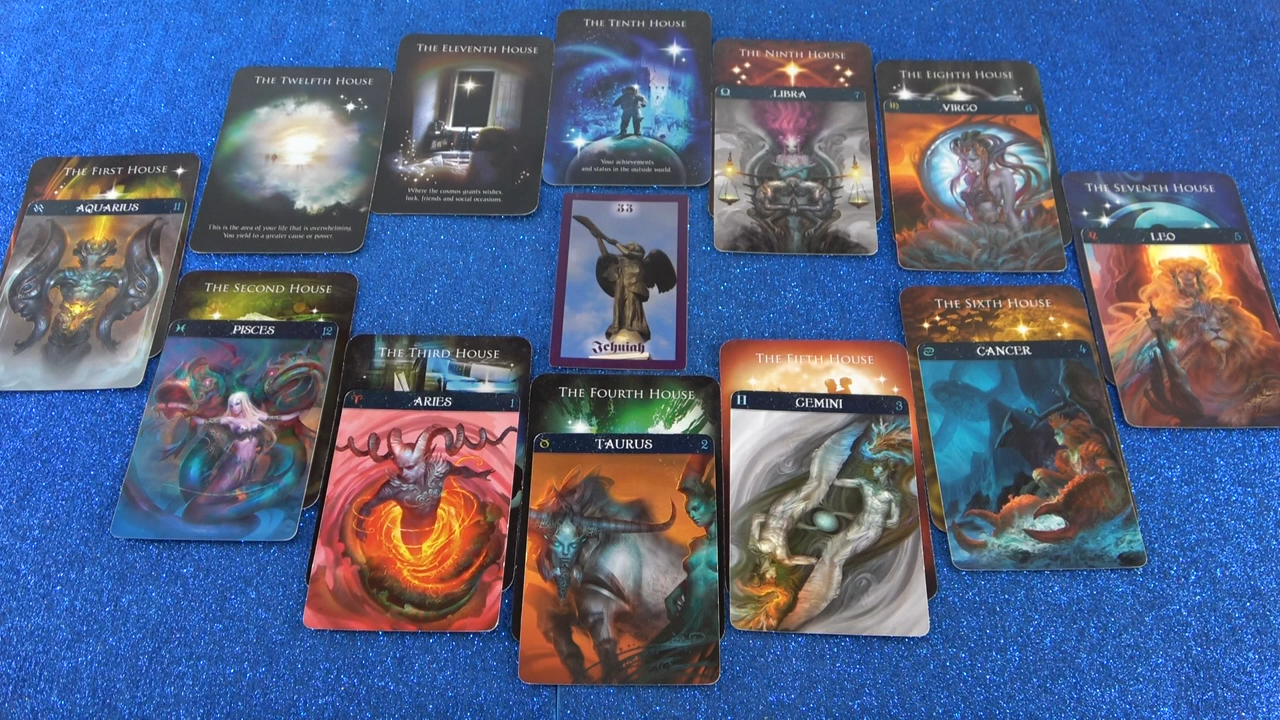 THE TENTH HOUSE
Your achievements
and status in the outside world.
THE ELEVENTH HOUSE
Where the cosmos grants wishes,
luck, friends and social occasions.
THE NINTH HOUSE
LIBRA 7
THE EIGHTH HOUSE
VIRGO 6
THE TWELFTH HOUSE
This is the area of your life that is overwhelming.
You yield to a greater cause or power.
THE FIRST HOUSE
AQUARIUS 11
THE SEVENTH HOUSE
LEO 5
33
Jehuiah
THE SECOND HOUSE
PISCES 12
THE SIXTH HOUSE
CANCER 4
THE THIRD HOUSE
ARIES 1
THE FIFTH HOUSE
GEMINI 3
THE FOURTH HOUSE
TAURUS 2